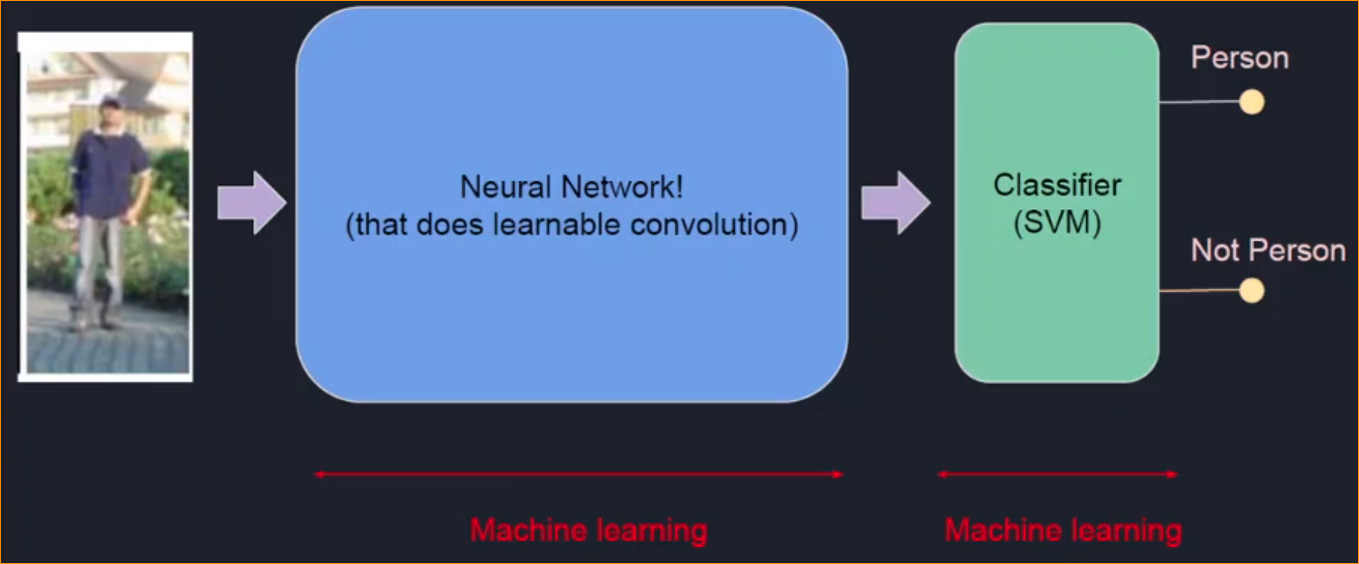 Neural Network!
(that does learnable convolution)
Classifier
(SVM)
Person
Not Person
Machine learning
Machine learning